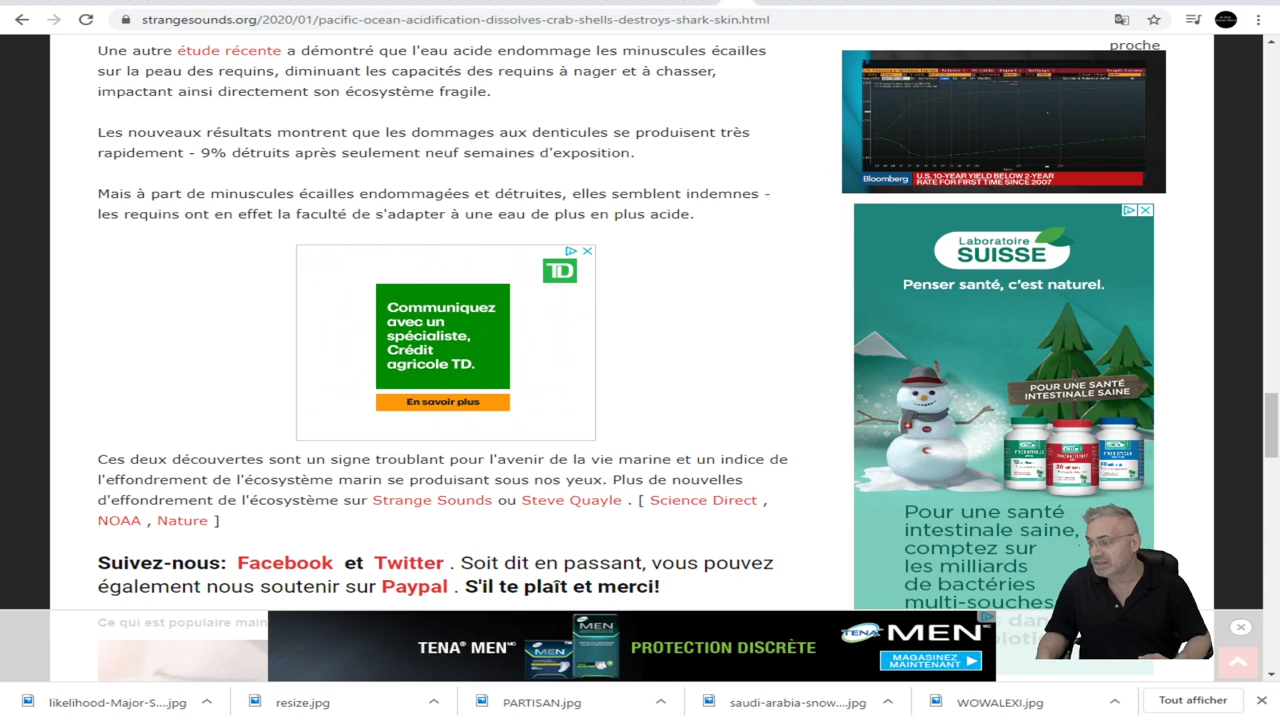 strangesounds.org/2020/01/pacific-ocean-acidification-dissolves-crab-shells-destroys-shark-skin.html
Une autre étude récente a démontré que l'eau acide endommage les minuscules écailles
sur la peau des requins, diminuant les capacités des requins à nager et à chasser,
impactant ainsi directement son écosystème fragile.
Les nouveaux résultats montrent que les dommages aux denticules se produisent très
rapidement - 9% détruits après seulement neuf semaines d'exposition.
Mais à part de minuscules écailles endommagées et détruites, elles semblent indemnes -
les requins ont en effet la faculté de s'adapter à une eau de plus en plus acide.
TD
Communiquez
avec un
spécialiste,
Crédit
agricole TD.
En savoir plus
Ces deux découvertes sont un pour l'avenir de la vie marine et un indice de
l'effondrement de l'écosystème marin se produisant sous nos yeux. Plus de nouvelles
d'effondrement de l'écosystème sur Strange Sounds ou Steve Quayle . [ Science Direct ,
NOAA , Nature ]
Suivez-nous: Facebook et Twitter . Soit dit en passant, vous pouvez
également nous soutenir sur Paypal . S'il te plaît et merci!
Ce qui est populaire main
proche
Bloomberg
U.S. 10-YEAR YIELD BELOW 2-YEAR
RATE FOR FIRST TIME SINCE 2007
Laboratoire
SUISSE
Penser santé, c'est naturel.
POUR UNE SANTÉ
INTESTINALE SAINE
Pour une santé
intestinale saine,
comptez sur
les milliards
de bactéries
multi-souches
TENA® MEN
MEN
MEN
PROTECTION DISCRÈTE
TENA MEN
MAGASINEZ
MAINTENANT
likelihood-Major-S....jpg
resize.jpg
PARTISAN.jpg
saudi-arabia-snow....jpg
WOWALEXI.jpg
Tout afficher